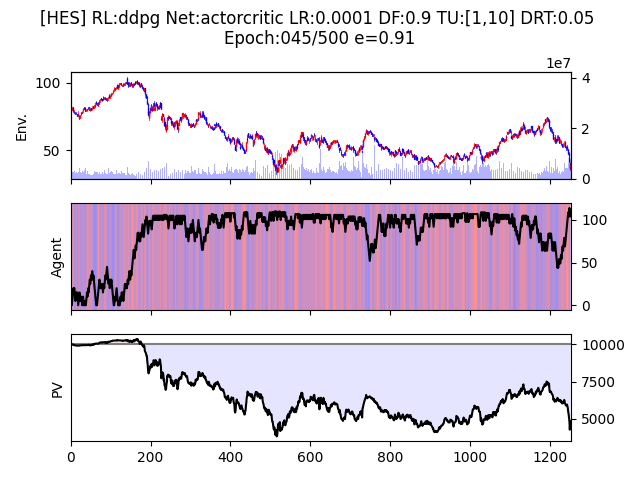 [HES] RL:ddpg Net:actorcritic LR:0.0001 DF:0.9 TU:[1,10] DRT:0.05
Epoch:045/500 e=0.91
1e7
100
50
Env.
4
2
0
Agent
100
50
0
PV
10000
7500
5000
0 200 400 600 800 1000 1200